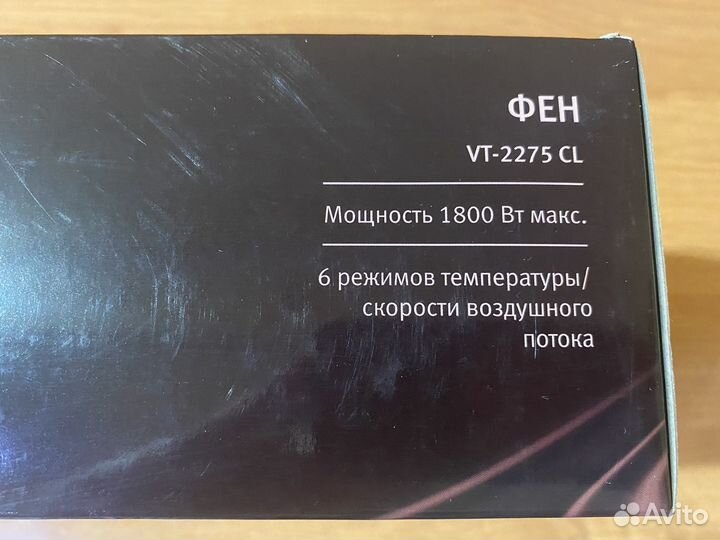 ФЕН
VT-2275 CL
Мощность 1800 Вт макс.
6 режимов температуры/
скорости воздушного
потока
Avito